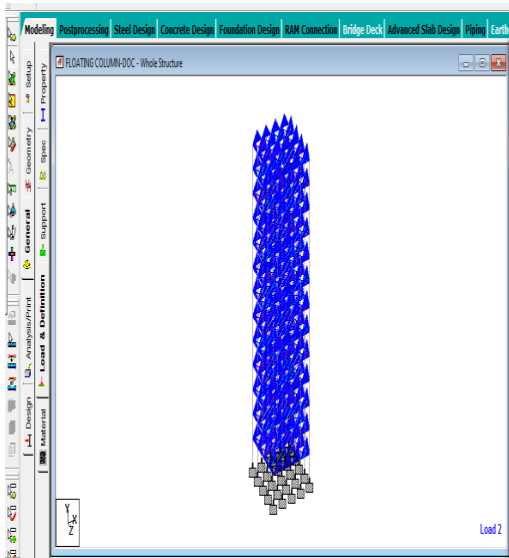 Modeling Postprocessing Steel Design Concrete Design Foundation Design RAM Connection Bridge Deck Advanced Slab Design Piping Earth
FLOATING COLUMN-DOC - Whole Structure
Setup
Geometry
General
Analysis/Print
Design
Property
Spec
Support
Load & Definition
Material
Y
X
Z
Load 2